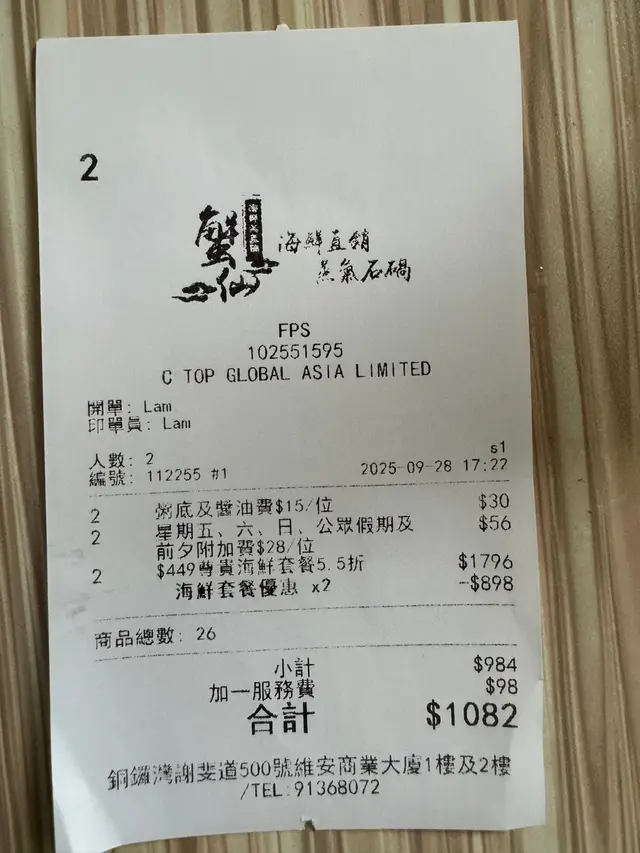 2
蟹仙
海鮮直銷
蒸氣石鍋
FPS
102551595
C TOP GLOBAL ASIA LIMITED
開單: Lam
印單員: Lam
s1
人數: 2
編號: 112255 #1 2025-09-28 17:22
2 粥底及醬油費$15/位 $30
2 星期五、六、日、公眾假期及 $56
前夕附加費$28/位
2 $449尊貴海鮮套餐5.5折 $1796
海鮮套餐優惠 x2 -$898
商品總數: 26
小計 $984
加一服務費 $98
合計 $1082
銅鑼灣謝斐道500號維安商業大廈1樓及2樓
/TEL:91368072